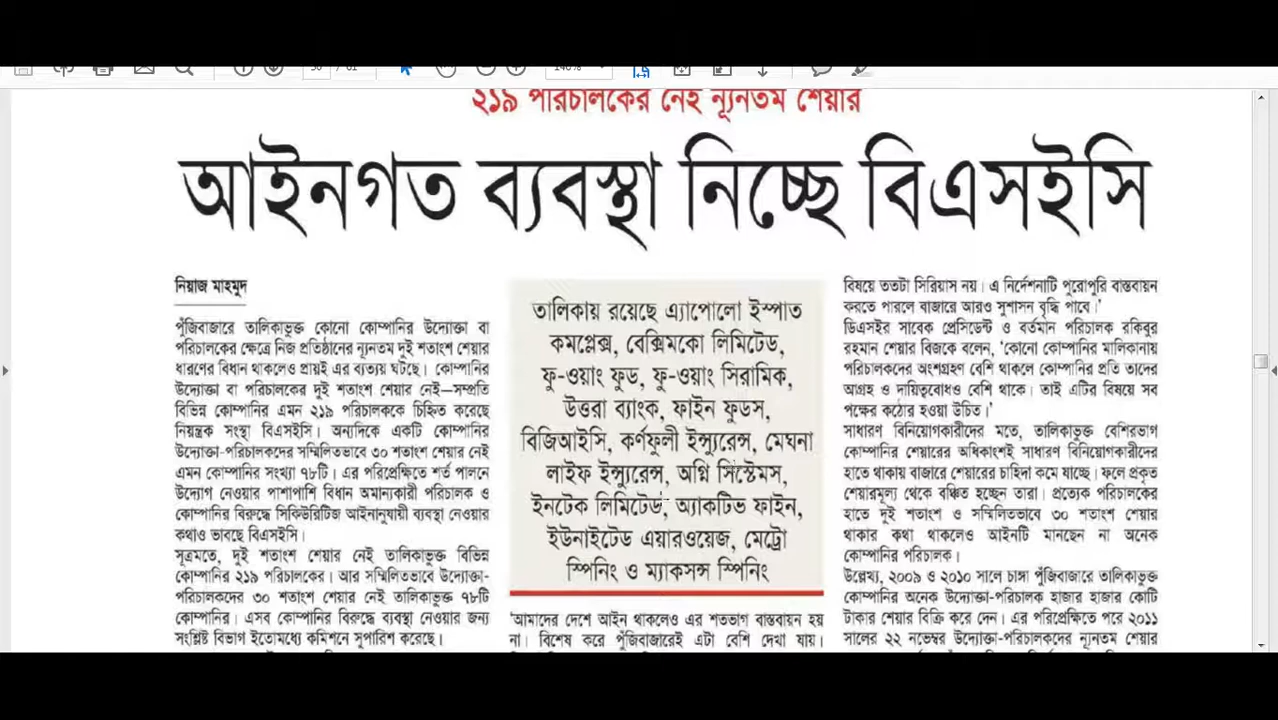 ২১৯ পরিচালকের নেই ন্যূনতম শেয়ার
আইনগত ব্যবস্থা নিচ্ছে বিএসইসি
নিয়াজ মাহমুদ
পুঁজিবাজারে তালিকাভুক্ত কোনো কোম্পানির উদ্যোক্তা বা
পরিচালকের ক্ষেত্রে নিজ প্রতিষ্ঠানের ন্যূনতম দুই শতাংশ শেয়ার
ধারণের বিধান থাকলেও প্রায়ই এর ব্যত্যয় ঘটছে। কোম্পানির
উদ্যোক্তা বা পরিচালকের দুই শতাংশ শেয়ার নেই—সম্প্রতি
বিভিন্ন কোম্পানির এমন ২১৯ পরিচালককে চিহ্নিত করেছে
নিয়ন্ত্রক সংস্থা বিএসইসি। অন্যদিকে একটি কোম্পানির
উদ্যোক্তা-পরিচালকদের সম্মিলিতভাবে ৩০ শতাংশ শেয়ার নেই
এমন কোম্পানির সংখ্যা ৭৮টি। এর পরিপ্রেক্ষিতে শর্ত পালনে
উদ্যোগ নেওয়ার পাশাপাশি বিধান অমান্যকারী পরিচালক ও
কোম্পানির বিরুদ্ধে সিকিউরিটিজ আইনানুযায়ী ব্যবস্থা নেওয়ার
কথাও ভাবছে বিএসইসি।
সূত্রমতে, দুই শতাংশ শেয়ার নেই তালিকাভুক্ত বিভিন্ন
কোম্পানির ২১৯ পরিচালকের। আর সম্মিলিতভাবে উদ্যোক্তা-
পরিচালকদের ৩০ শতাংশ শেয়ার নেই তালিকাভুক্ত ৭৮টি
কোম্পানির। এসব কোম্পানির বিরুদ্ধে ব্যবস্থা নেওয়ার জন্য
সংশ্লিষ্ট বিভাগ ইতোমধ্যে কমিশনে সুপারিশ করেছে।
তালিকায় রয়েছে এ্যাপোলো ইস্পাত
কমপ্লেক্স, বেক্সিমকো লিমিটেড,
ফু-ওয়াং ফুড, ফু-ওয়াং সিরামিক,
উত্তরা ব্যাংক, ফাইন ফুডস,
বিজিআইসি, কর্ণফুলী ইন্স্যুরেন্স, মেঘনা
লাইফ ইন্স্যুরেন্স, অগ্নি সিস্টেমস,
ইনটেক লিমিটেড, অ্যাকটিভ ফাইন,
ইউনাইটেড এয়ারওয়েজ, মেট্রো
স্পিনিং ও ম্যাকসন্স স্পিনিং
'আমাদের দেশে আইন থাকলেও এর শতভাগ বাস্তবায়ন হয়
না। বিশেষ করে পুঁজিবাজারেই এটা বেশি দেখা যায়।
বিষয়ে ততটা সিরিয়াস নয়। এ নির্দেশনাটি পুরোপুরি বাস্তবায়ন
করতে পারলে বাজারে আরও সুশাসন বৃদ্ধি পাবে।'
ডিএসইর সাবেক প্রেসিডেন্ট ও বর্তমান পরিচালক রকিবুর
রহমান শেয়ার বিজকে বলেন, 'কোনো কোম্পানির মালিকানায়
পরিচালকদের অংশগ্রহণ বেশি থাকলে কোম্পানির প্রতি তাদের
আগ্রহ ও দায়িত্ববোধও বেশি থাকে। তাই এটির বিষয়ে সব
পক্ষের কঠোর হওয়া উচিত।'
সাধারণ বিনিয়োগকারীদের মতে, তালিকাভুক্ত বেশিরভাগ
কোম্পানির শেয়ারের অধিকাংশই সাধারণ বিনিয়োগকারীদের
হাতে থাকায় বাজারে শেয়ারের চাহিদা কমে যাচ্ছে। ফলে প্রকৃত
শেয়ারমূল্য থেকে বঞ্চিত হচ্ছেন তারা। প্রত্যেক পরিচালকের
হাতে দুই শতাংশ ও সম্মিলিতভাবে ৩০ শতাংশ শেয়ার
থাকার কথা থাকলেও আইনটি মানছেন না অনেক
কোম্পানির পরিচালক।
উল্লেখ্য, ২০০৯ ও ২০১০ সালে চাঙ্গা পুঁজিবাজারে তালিকাভুক্ত
কোম্পানির অনেক উদ্যোক্তা-পরিচালক হাজার হাজার কোটি
টাকার শেয়ার বিক্রি করে দেন। এর পরিপ্রেক্ষিতে পরে ২০১১
সালের ২২ নভেম্বর উদ্যোক্তা-পরিচালকদের ন্যূনতম শেয়ার